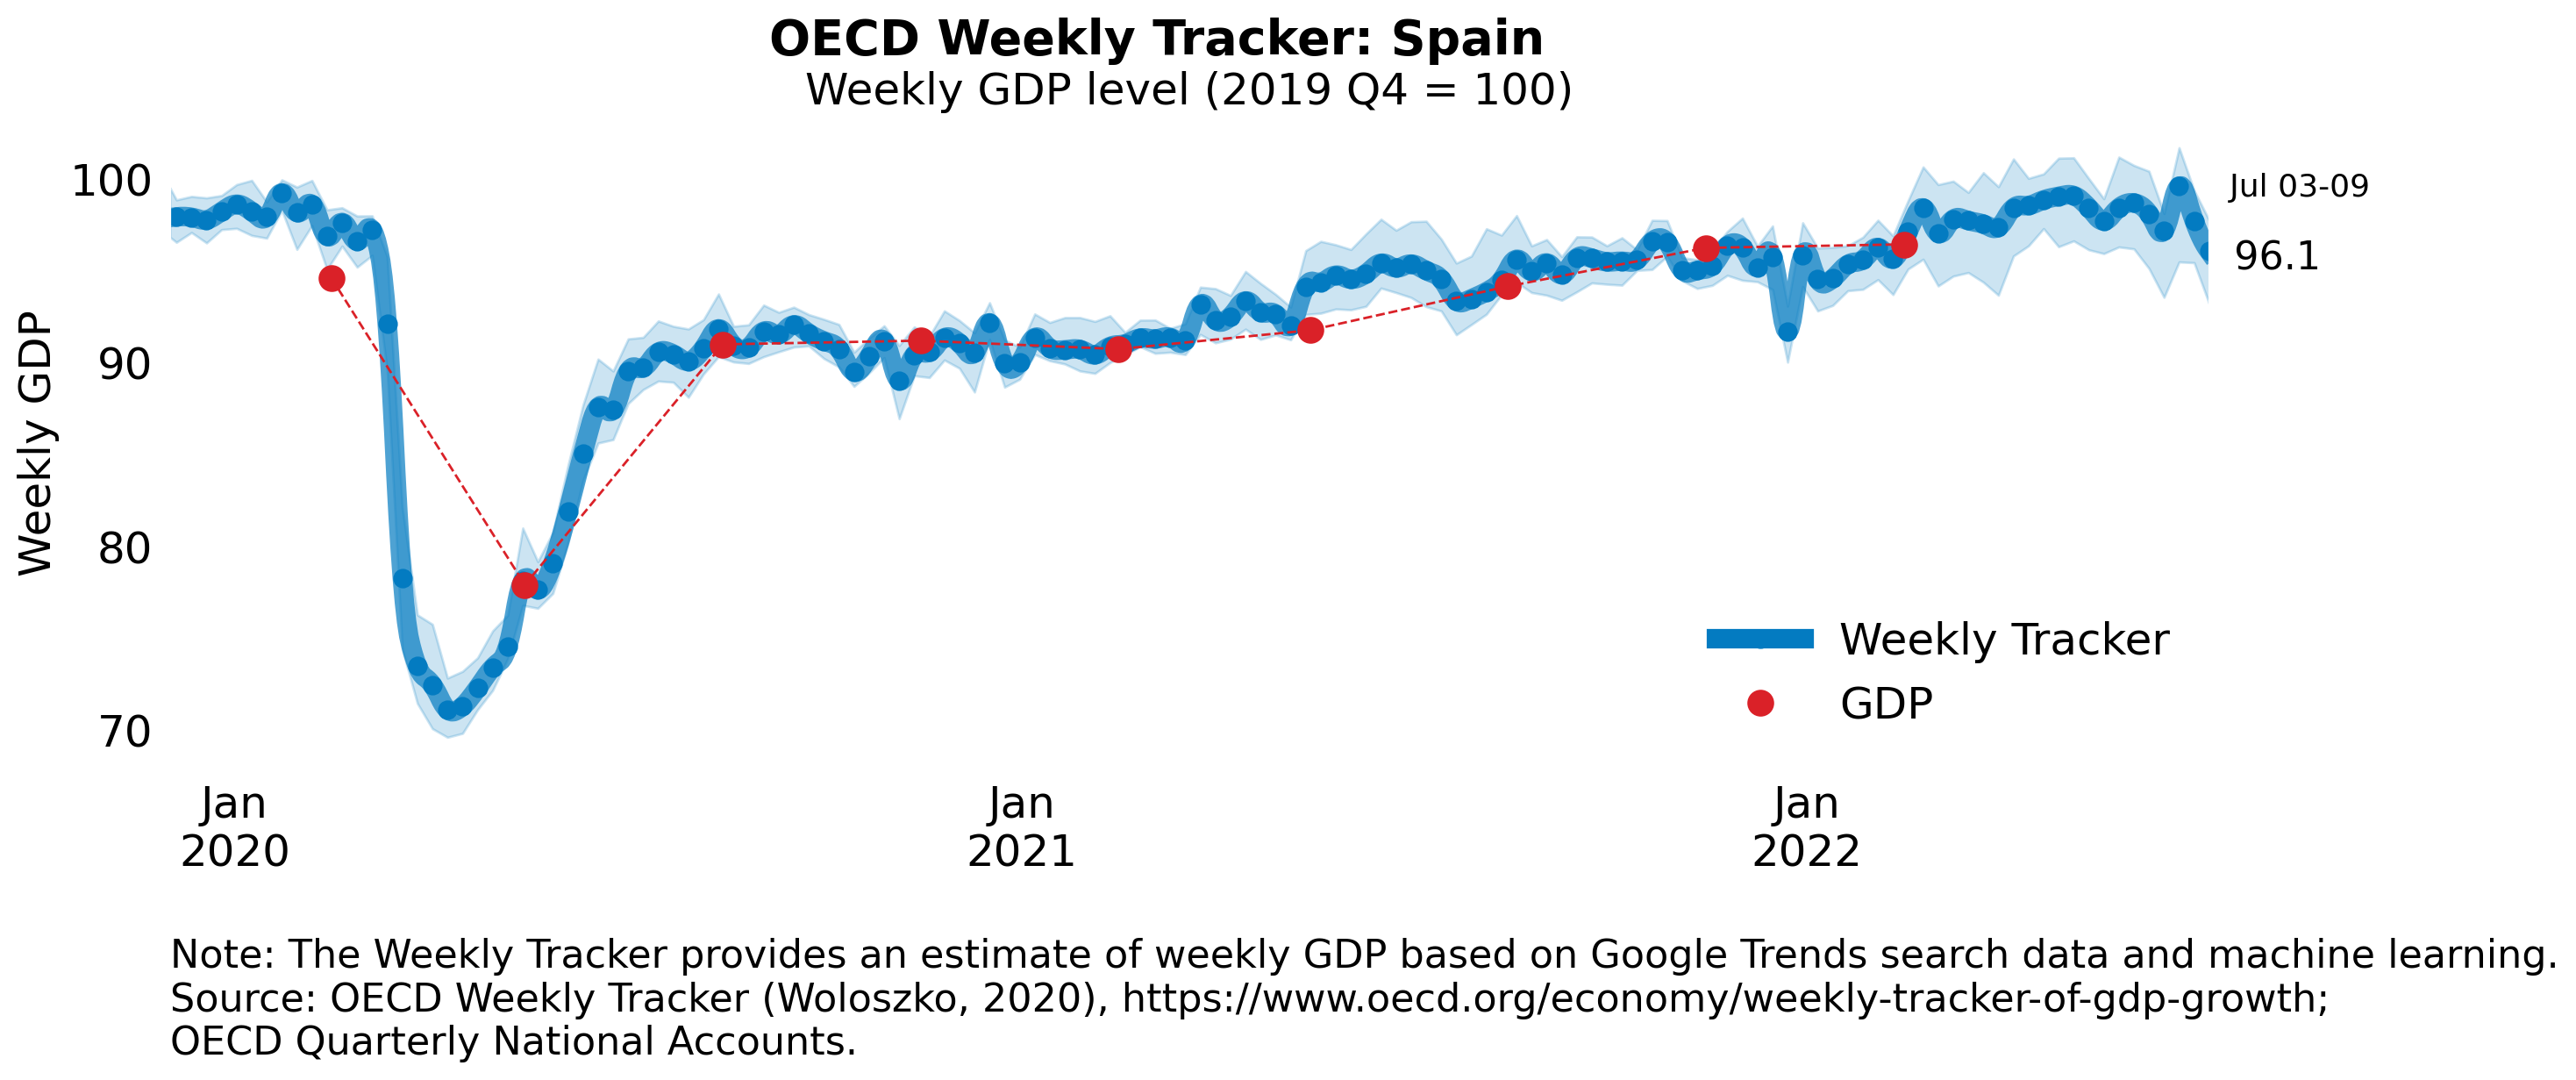 OECD Weekly Tracker: Spain
Weekly GDP level (2019 Q4 = 100)
Weekly GDP
100
90
80
70
Jul 03-09
96.1
Weekly Tracker
GDP
Jan
2020
Jan
2021
Jan
2022
Note: The Weekly Tracker provides an estimate of weekly GDP based on Google Trends search data and machine learning.
Source: OECD Weekly Tracker (Woloszko, 2020), https://www.oecd.org/economy/weekly-tracker-of-gdp-growth;
OECD Quarterly National Accounts.